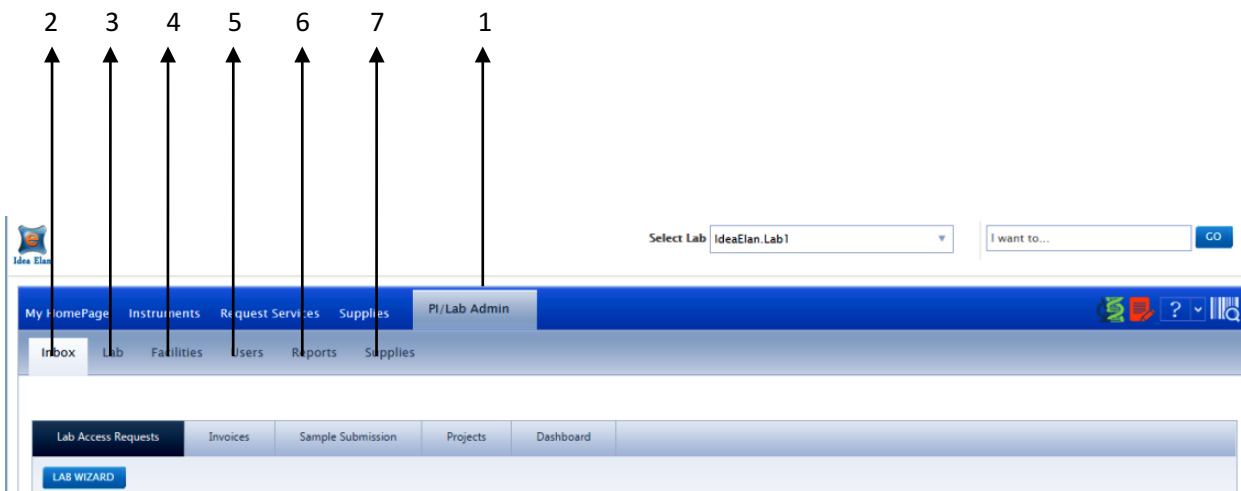 2 3 4 5 6 7 1
Idea Elan
Select Lab IdeaElan.Lab1 I want to... GO
My HomePage Instruments Request Services Supplies PI/Lab Admin ?
Inbox Lab Facilities Users Reports Supplies
Lab Access Requests Invoices Sample Submission Projects Dashboard
LAB WIZARD